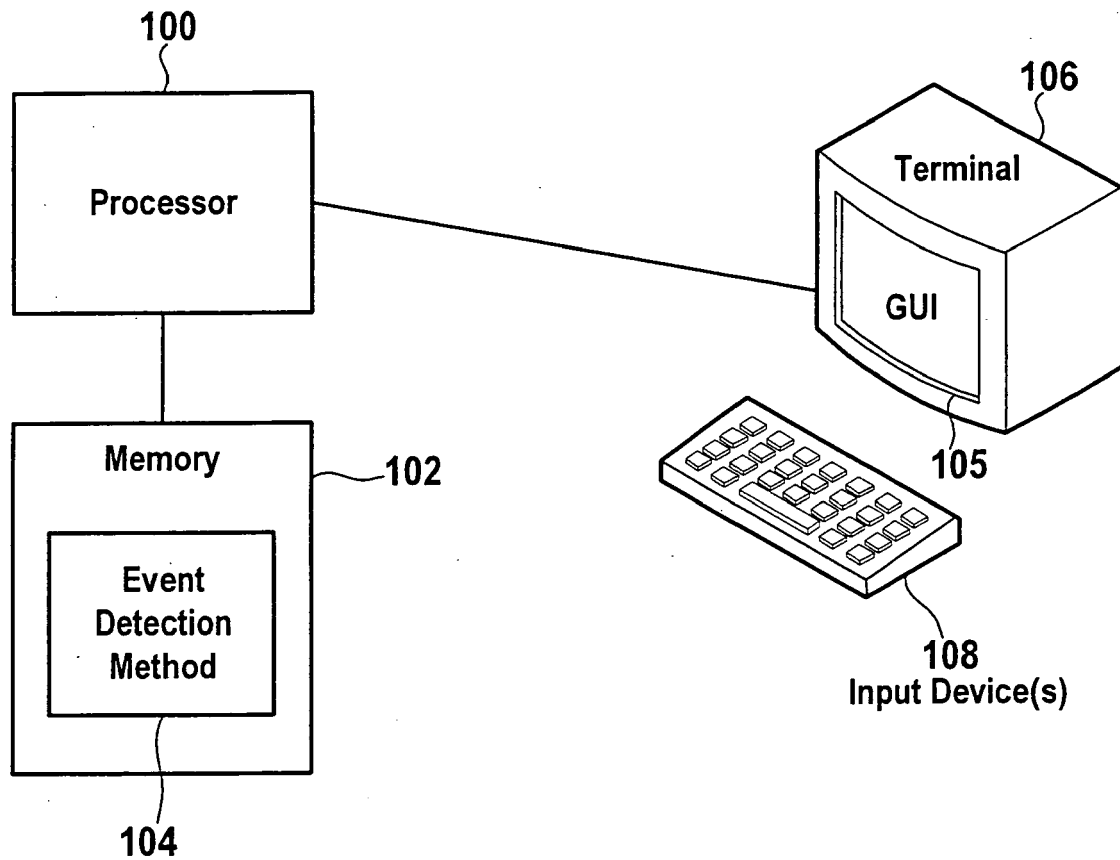 100
106
Processor
Terminal
GUI
Memory
102
105
Event
Detection
Method
108
Input Device(s)
104